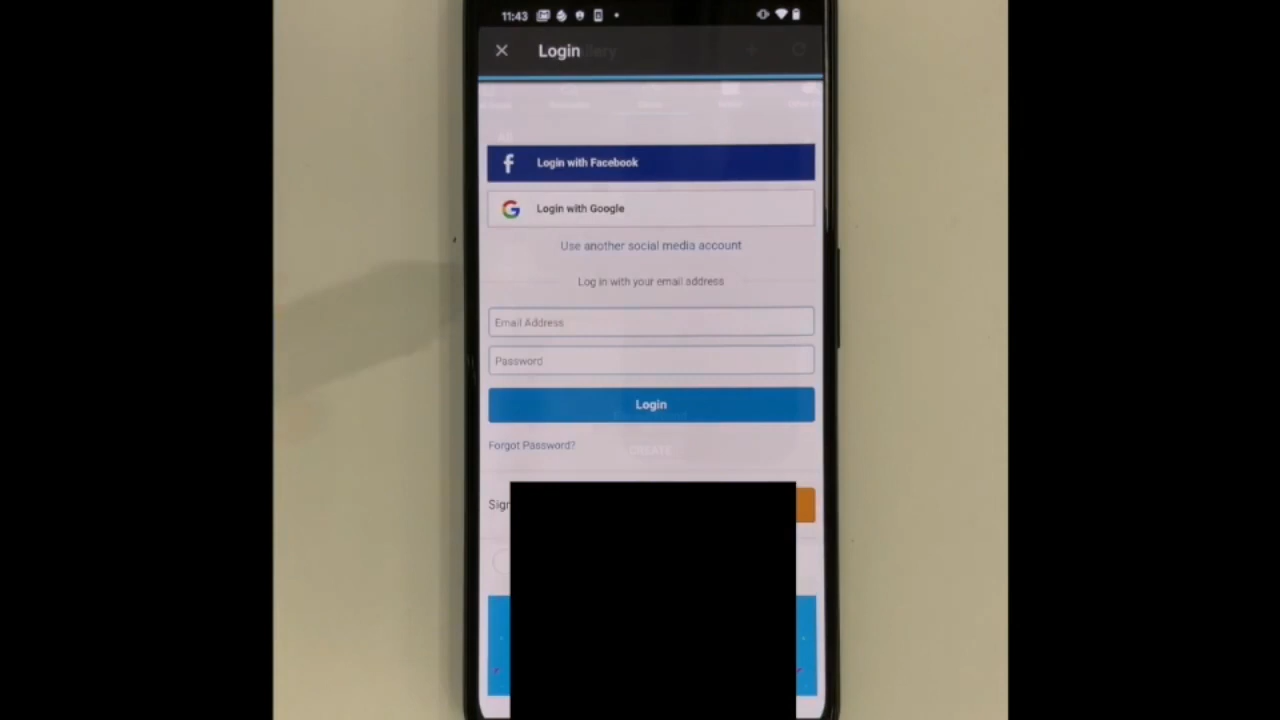 11:43
Login
Login with Facebook
Login with Google
Use another social media account
Log in with your email address
Email Address
Password
Login
Forgot Password?
CREATE